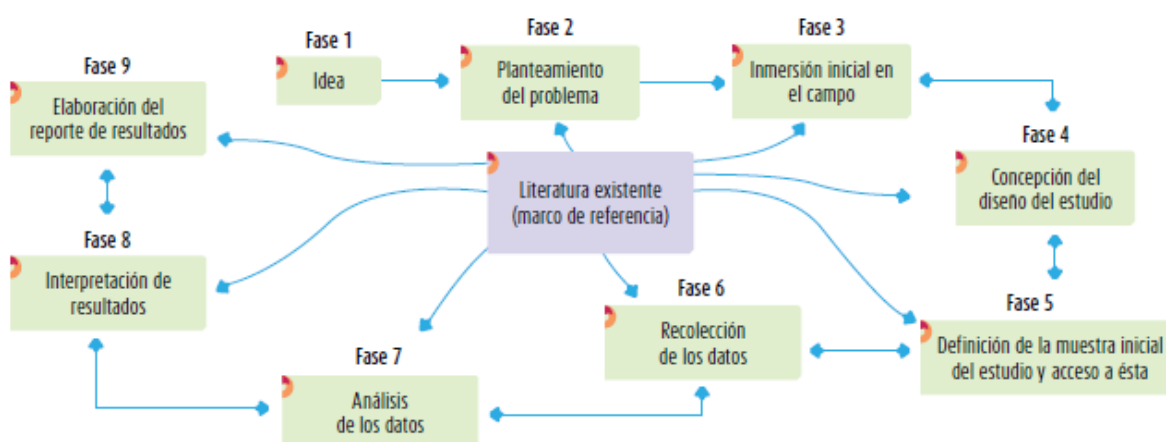 Fase 1
Idea
Fase 2
Planteamiento
del problema
Fase 3
Inmersión inicial en
el campo
Fase 4
Concepción del
diseño del estudio
Fase 5
Definición de la muestra inicial
del estudio y acceso a ésta
Fase 6
Recolección
de los datos
Fase 7
Análisis
de los datos
Fase 8
Interpretación de
resultados
Fase 9
Elaboración del
reporte de resultados
Literatura existente
(marco de referencia)